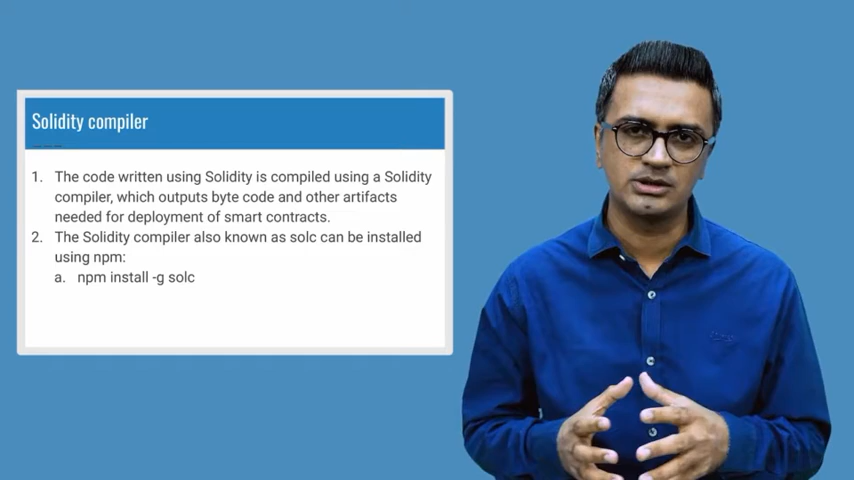 Solidity compiler
1. The code written using Solidity is compiled using a Solidity
compiler, which outputs byte code and other artifacts
needed for deployment of smart contracts.
2. The Solidity compiler also known as solc can be installed
using npm:
a. npm install -g solc